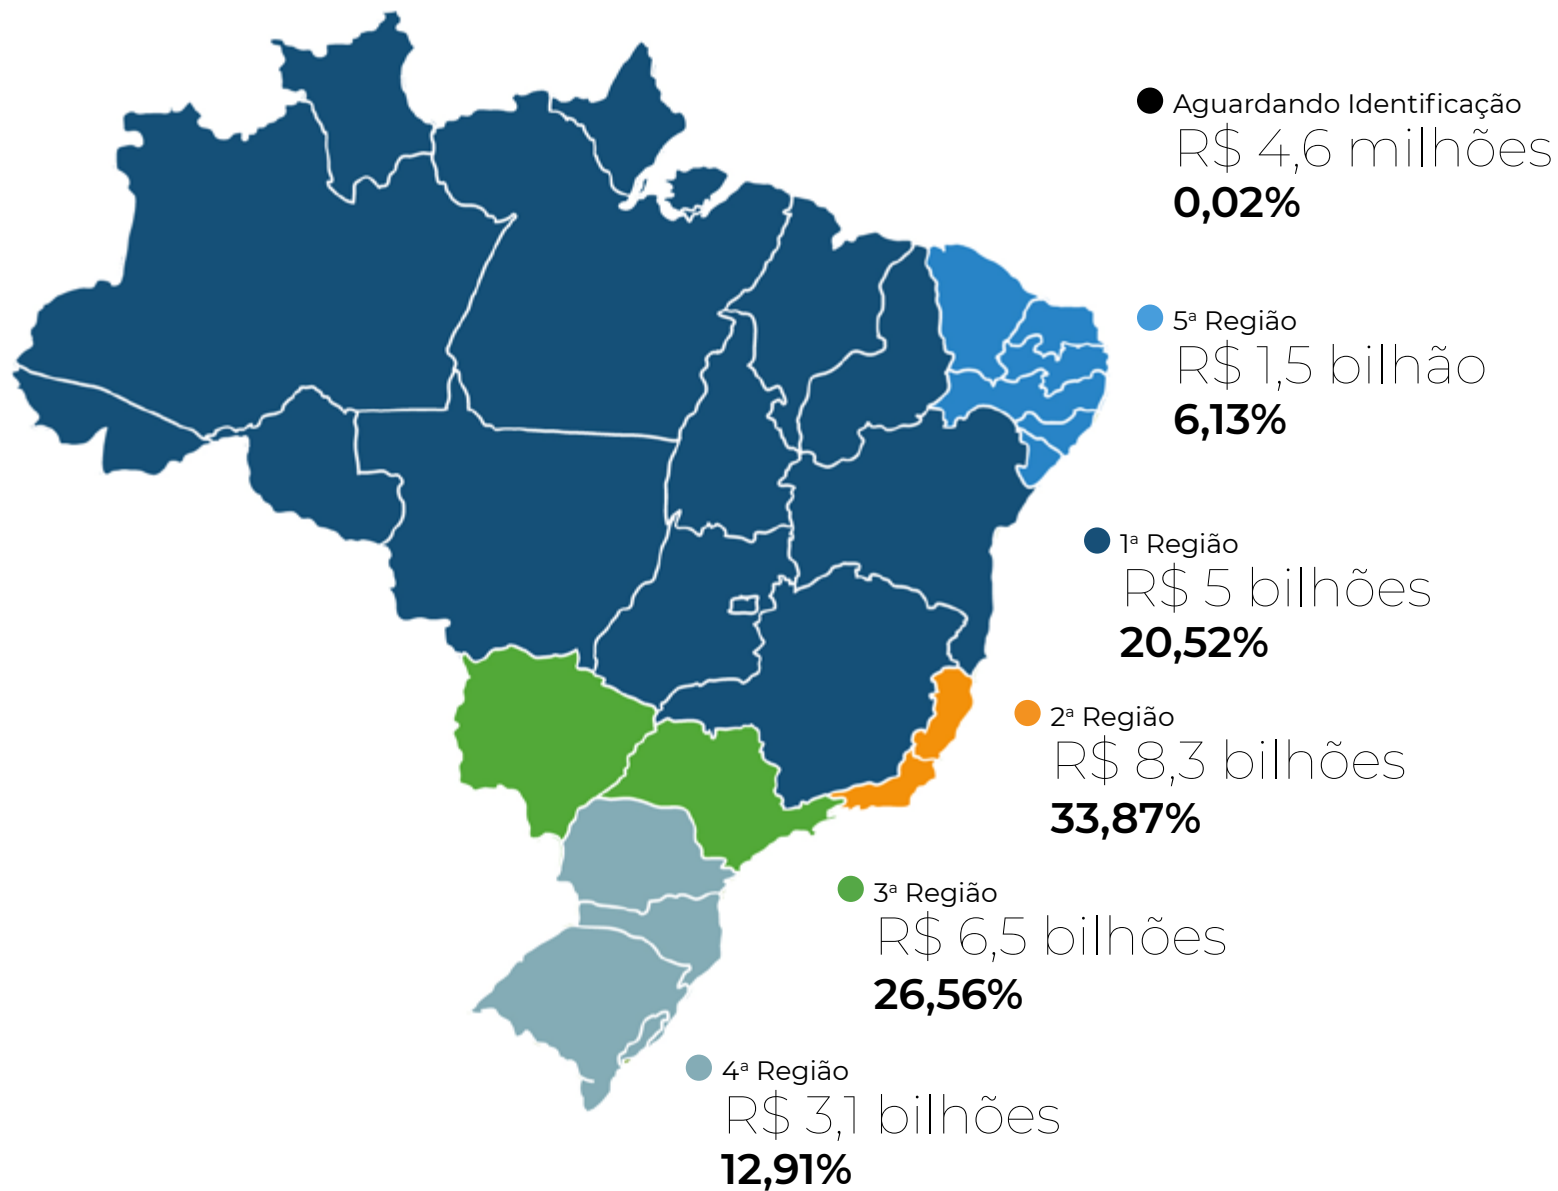 Aguardando Identificação
R$ 4,6 milhões
0,02%
5ª Região
R$ 1,5 bilhão
6,13%
1ª Região
R$ 5 bilhões
20,52%
2ª Região
R$ 8,3 bilhões
33,87%
3ª Região
R$ 6,5 bilhões
26,56%
4ª Região
R$ 3,1 bilhões
12,91%